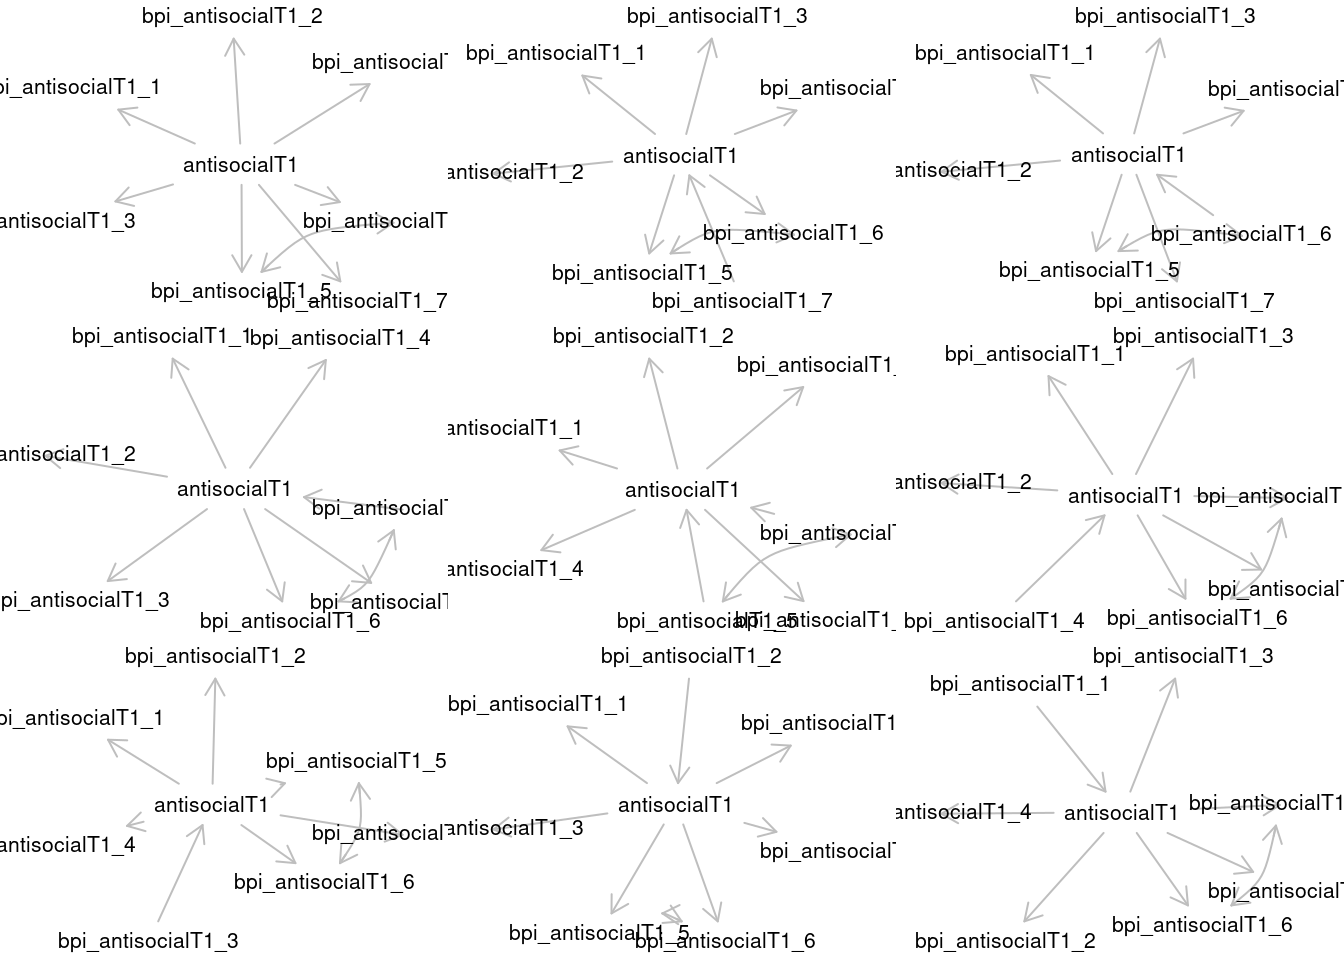 bpi_antisocialT1_2
bpi_antisocialT
pi_antisocialT1_1
antisocialT1
antisocialT1_3
bpi_antisocialT
bpi_antisocialT1_5
bpi_antisocialT1_7
bpi_antisocialT1_3
bpi_antisocialT1_1
bpi_antisocialT
antisocialT1
antisocialT1_2
bpi_antisocialT1_6
bpi_antisocialT1_5
bpi_antisocialT1_7
bpi_antisocialT1_3
bpi_antisocialT1_1
bpi_antisocialT
antisocialT1
antisocialT1_2
bpi_antisocialT1_6
bpi_antisocialT1_5
bpi_antisocialT1_7
bpi_antisocialT1_1
bpi_antisocialT1_4
antisocialT1_2
antisocialT1
bpi_antisocialT
pi_antisocialT1_3
bpi_antisocialT
bpi_antisocialT1_6
bpi_antisocialT1_2
bpi_antisocialT1_
antisocialT1_1
antisocialT1
bpi_antisocialT
antisocialT1_4
bpi_antisocialT1_5
bpi_antisocialT1_
bpi_antisocialT1_3
bpi_antisocialT1_1
antisocialT1_2
antisocialT1
bpi_antisocialT
bpi_antisocialT
bpi_antisocialT1_4
bpi_antisocialT1_6
bpi_antisocialT1_2
pi_antisocialT1_1
bpi_antisocialT1_5
antisocialT1
bpi_antisocialT
antisocialT1_4
bpi_antisocialT1_6
bpi_antisocialT1_3
bpi_antisocialT1_2
bpi_antisocialT1_1
bpi_antisocialT1
antisocialT1
antisocialT1_3
bpi_antisocialT
bpi_antisocialT1_5
bpi_antisocialT1_6
bpi_antisocialT1_3
bpi_antisocialT1_1
bpi_antisocialT1
antisocialT1_4
antisocialT1
bpi_antisocialT
bpi_antisocialT1_6
bpi_antisocialT1_2